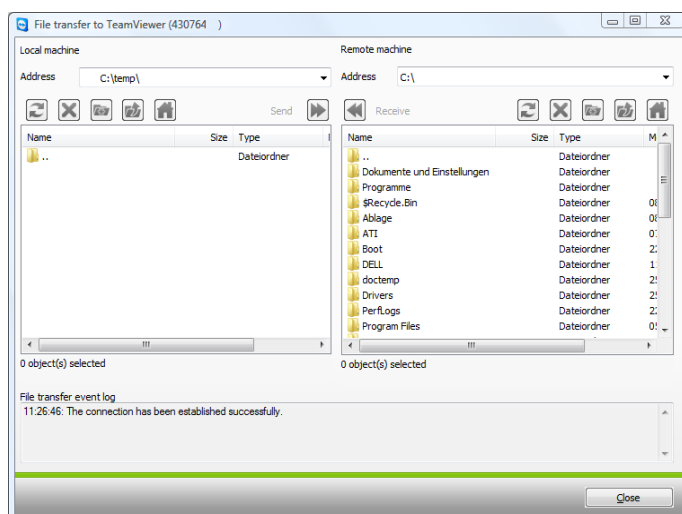 File transfer to TeamViewer (430764 )
Local machine
Address C:\temp\
Send
Name Size Type
.. Dateiordner
0 object(s) selected
Remote machine
Address C:\
Receive
Name Size Type M
.. Dateiordner
Dokumente und Einstellungen Dateiordner
Programme Dateiordner
$Recycle.Bin Dateiordner 08
Ablage Dateiordner 08
ATI Dateiordner
Boot Dateiordner
DELL Dateiordner
doctemp Dateiordner
Drivers Dateiordner
PerfLogs Dateiordner
Program Files Dateiordner
0 object(s) selected
File transfer event log
11:26:46: The connection has been established successfully.
Close